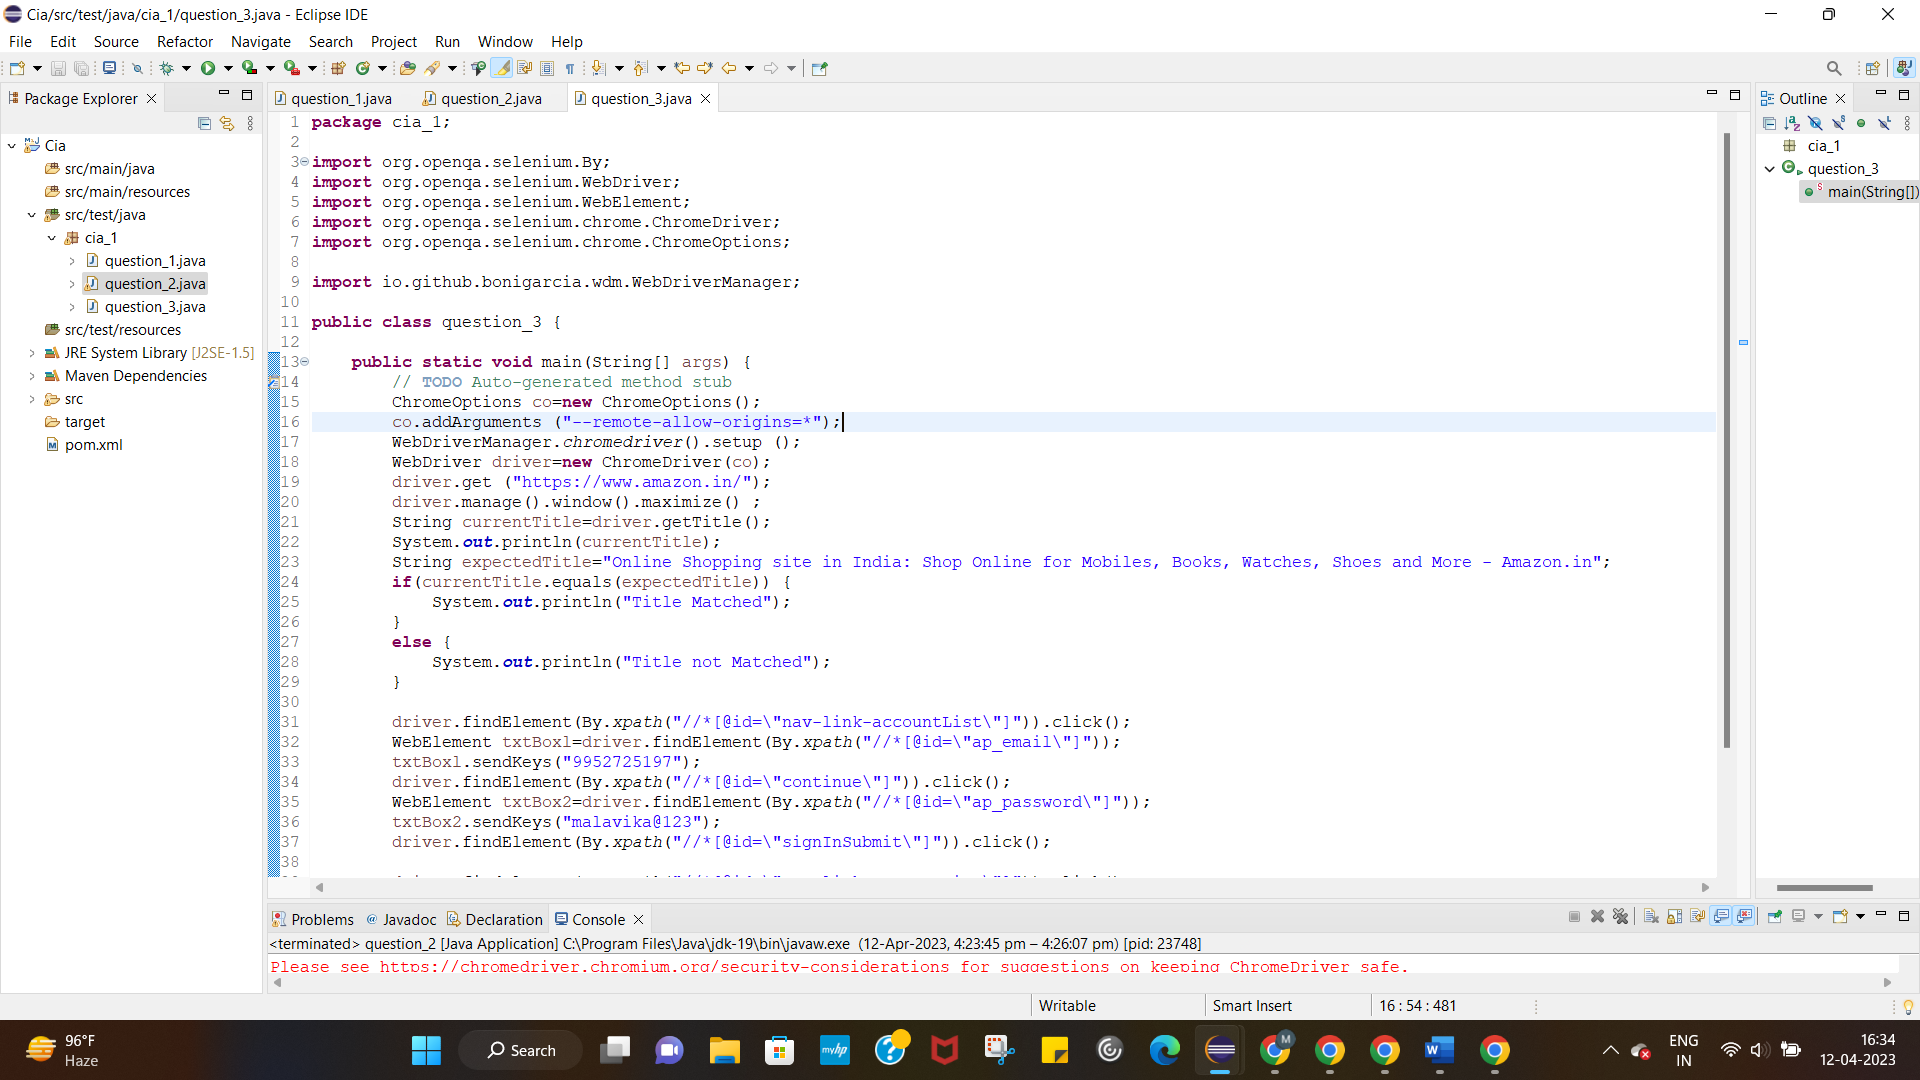 Cia/src/test/java/cia_1/question_3.java - Eclipse IDE
File Edit Source Refactor Navigate Search Project Run Window Help
Package Explorer
question_1.java question_2.java question_3.java
Outline
Cia
src/main/java
src/main/resources
src/test/java
cia_1
question_1.java
question_2.java
question_3.java
src/test/resources
JRE System Library [J2SE-1.5]
Maven Dependencies
src
target
pom.xml
1 package cia_1;
2
3 import org.openqa.selenium.By;
4 import org.openqa.selenium.WebDriver;
5 import org.openqa.selenium.WebElement;
6 import org.openqa.selenium.chrome.ChromeDriver;
7 import org.openqa.selenium.chrome.ChromeOptions;
8
9 import io.github.bonigarcia.wdm.WebDriverManager;
10
11 public class question_3 {
12
13 public static void main(String[] args) {
14 // TODO Auto-generated method stub
15 ChromeOptions co=new ChromeOptions();
16 co.addArguments ("--remote-allow-origins=*");
17 WebDriverManager.chromedriver().setup ();
18 WebDriver driver=new ChromeDriver(co);
19 driver.get ("https://www.amazon.in/");
20 driver.manage().window().maximize() ;
21 String currentTitle=driver.getTitle();
22 System.out.println(currentTitle);
23 String expectedTitle="Online Shopping site in India: Shop Online for Mobiles, Books, Watches, Shoes and More - Amazon.in";
24 if(currentTitle.equals(expectedTitle)) {
25 System.out.println("Title Matched");
26 }
27 else {
28 System.out.println("Title not Matched");
29 }
30
31 driver.findElement(By.xpath("//*[@id=\"nav-link-accountList\"]")).click();
32 WebElement txtBoxl=driver.findElement(By.xpath("//*[@id=\"ap_email\"]"));
33 txtBoxl.sendKeys("9952725197");
34 driver.findElement(By.xpath("//*[@id=\"continue\"]")).click();
35 WebElement txtBox2=driver.findElement(By.xpath("//*[@id=\"ap_password\"]"));
36 txtBox2.sendKeys("malavika@123");
37 driver.findElement(By.xpath("//*[@id=\"signInSubmit\"]")).click();
38
cia_1
question_3
main(String[])
Problems Javadoc Declaration Console
<terminated> question_2 [Java Application] C:\Program Files\Java\jdk-19\bin\javaw.exe (12-Apr-2023, 4:23:45 pm – 4:26:07 pm) [pid: 23748]
Please see https://chromedriver.chromium.org/security-considerations for suggestions on keeping ChromeDriver safe.
Writable Smart Insert 16 : 54 : 481
96°F
Haze
Search
myhp
M
W
ENG
IN
16:34
12-04-2023